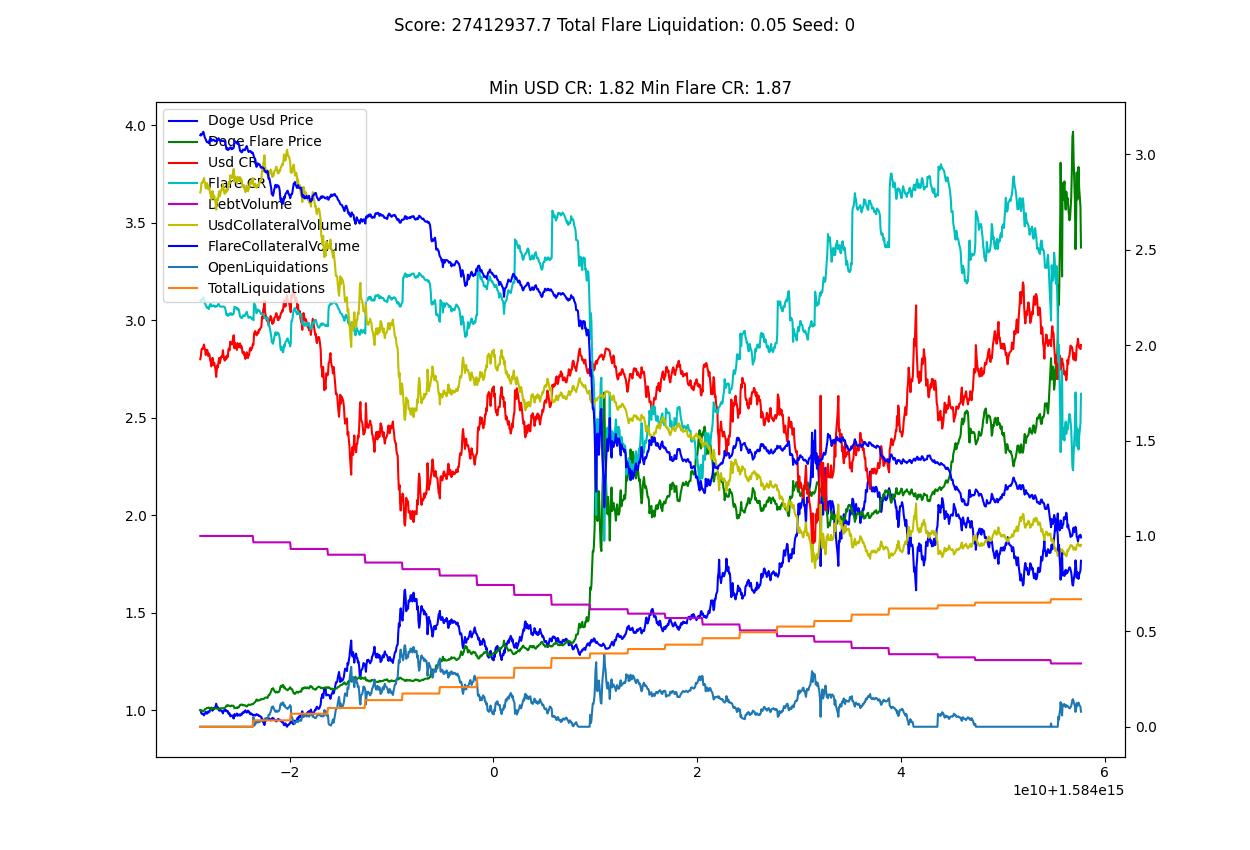 Score: 27412937.7 Total Flare Liquidation: 0.05 Seed: 0
Min USD CR: 1.82 Min Flare CR: 1.87
Doge Usd Price
Doge Flare Price
Usd CR
Flare CR
DebtVolume
UsdCollateralVolume
FlareCollateralVolume
OpenLiquidations
TotalLiquidations
4.0
3.5
3.0
2.5
2.0
1.5
1.0
3.0
2.5
2.0
1.5
1.0
0.5
0.0
−2
0
2
4
6
1e10+1.584e15